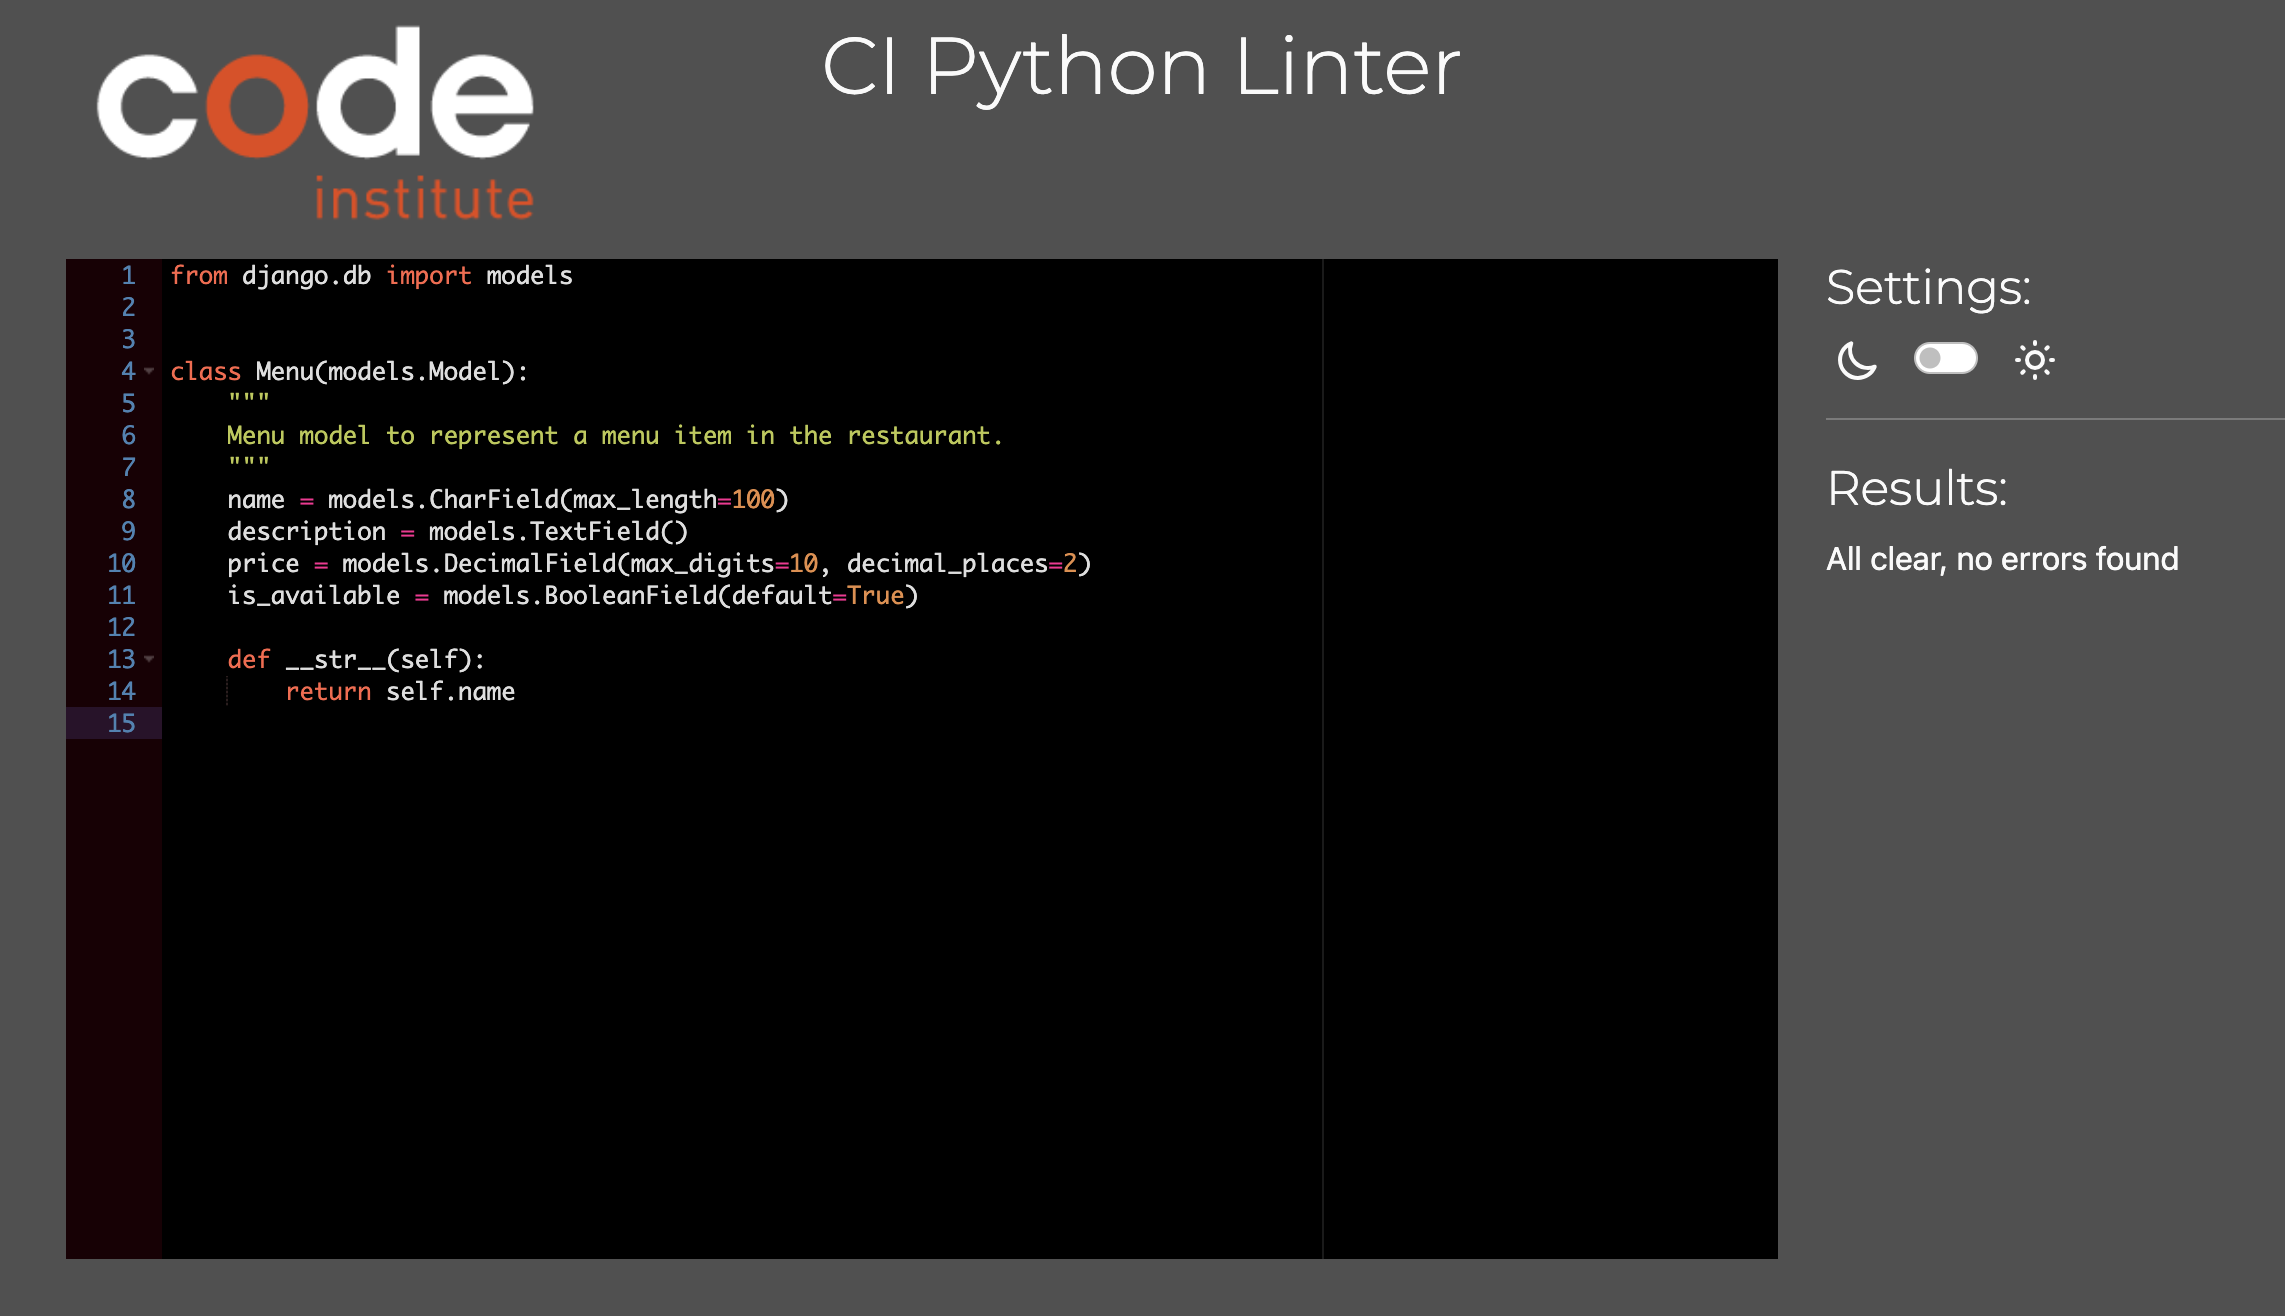 code
institute
CI Python Linter
1 from django.db import models
2
3
4 class Menu(models.Model):
5     """
6     Menu model to represent a menu item in the restaurant.
7     """
8     name = models.CharField(max_length=100)
9     description = models.TextField()
10     price = models.DecimalField(max_digits=10, decimal_places=2)
11     is_available = models.BooleanField(default=True)
12
13     def __str__(self):
14         return self.name
15
Settings:
Results:
All clear, no errors found